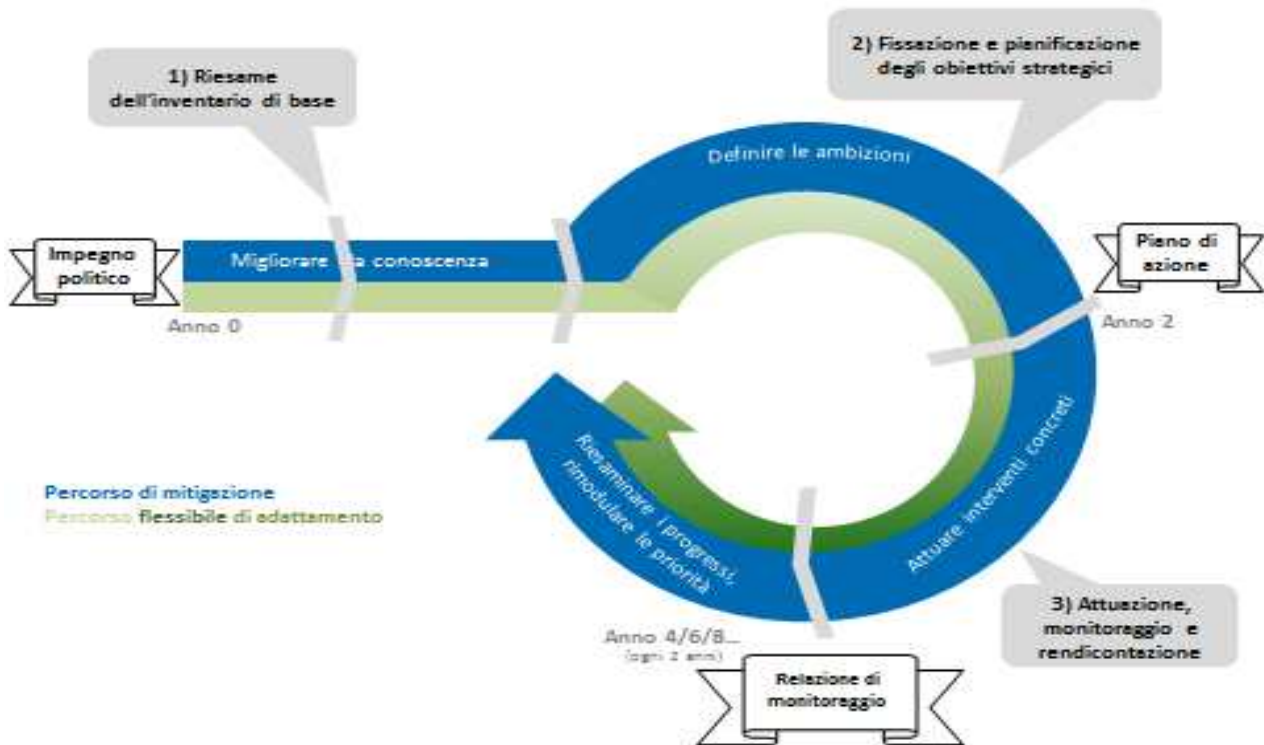 1) Riesame
dell'inventario di base
2) Fissazione e pianificazione
degli obiettivi strategici
Definire le ambizioni
Impegno
politico
Migliorare la conoscenza
Piano di
azione
Anno 0
Anno 2
Attuare interventi concreti
Riesaminare i progressi,
rimodulare le priorità
Percorso di mitigazione
Percorso flessibile di adattamento
3) Attuazione,
monitoraggio e
rendicontazione
Anno 4/6/8...
(ogni 2 anni)
Relazione di
monitoraggio